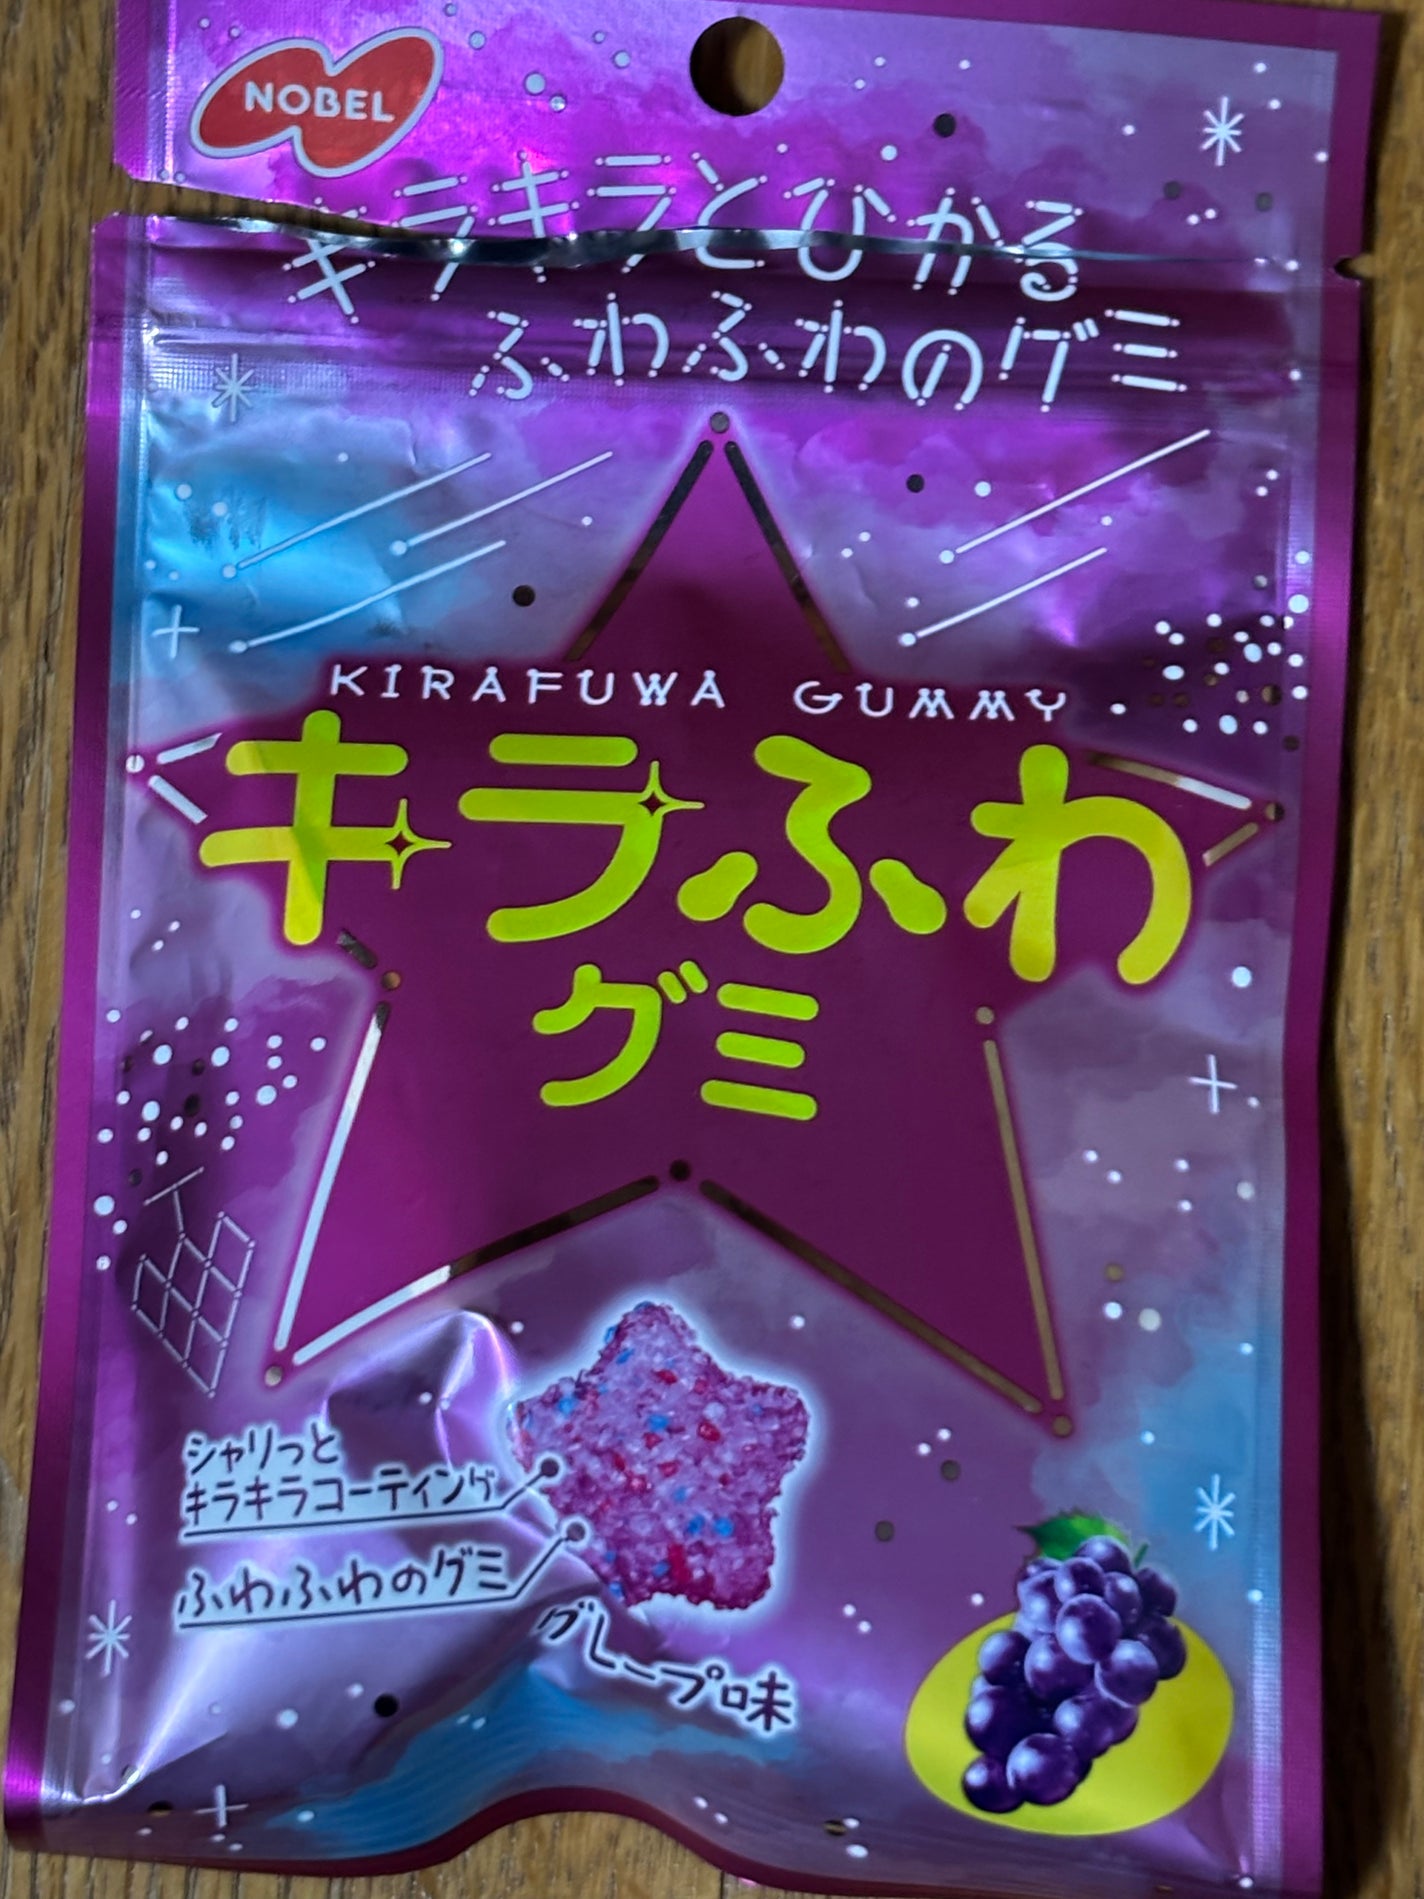 NOBEL
キラキラとひかる
ふわふわのグミ
KIRAFUWA GUMMY
キラふわ
グミ
シャリっと
キラキラコーティング
ふわふわのグミ
グレープ味